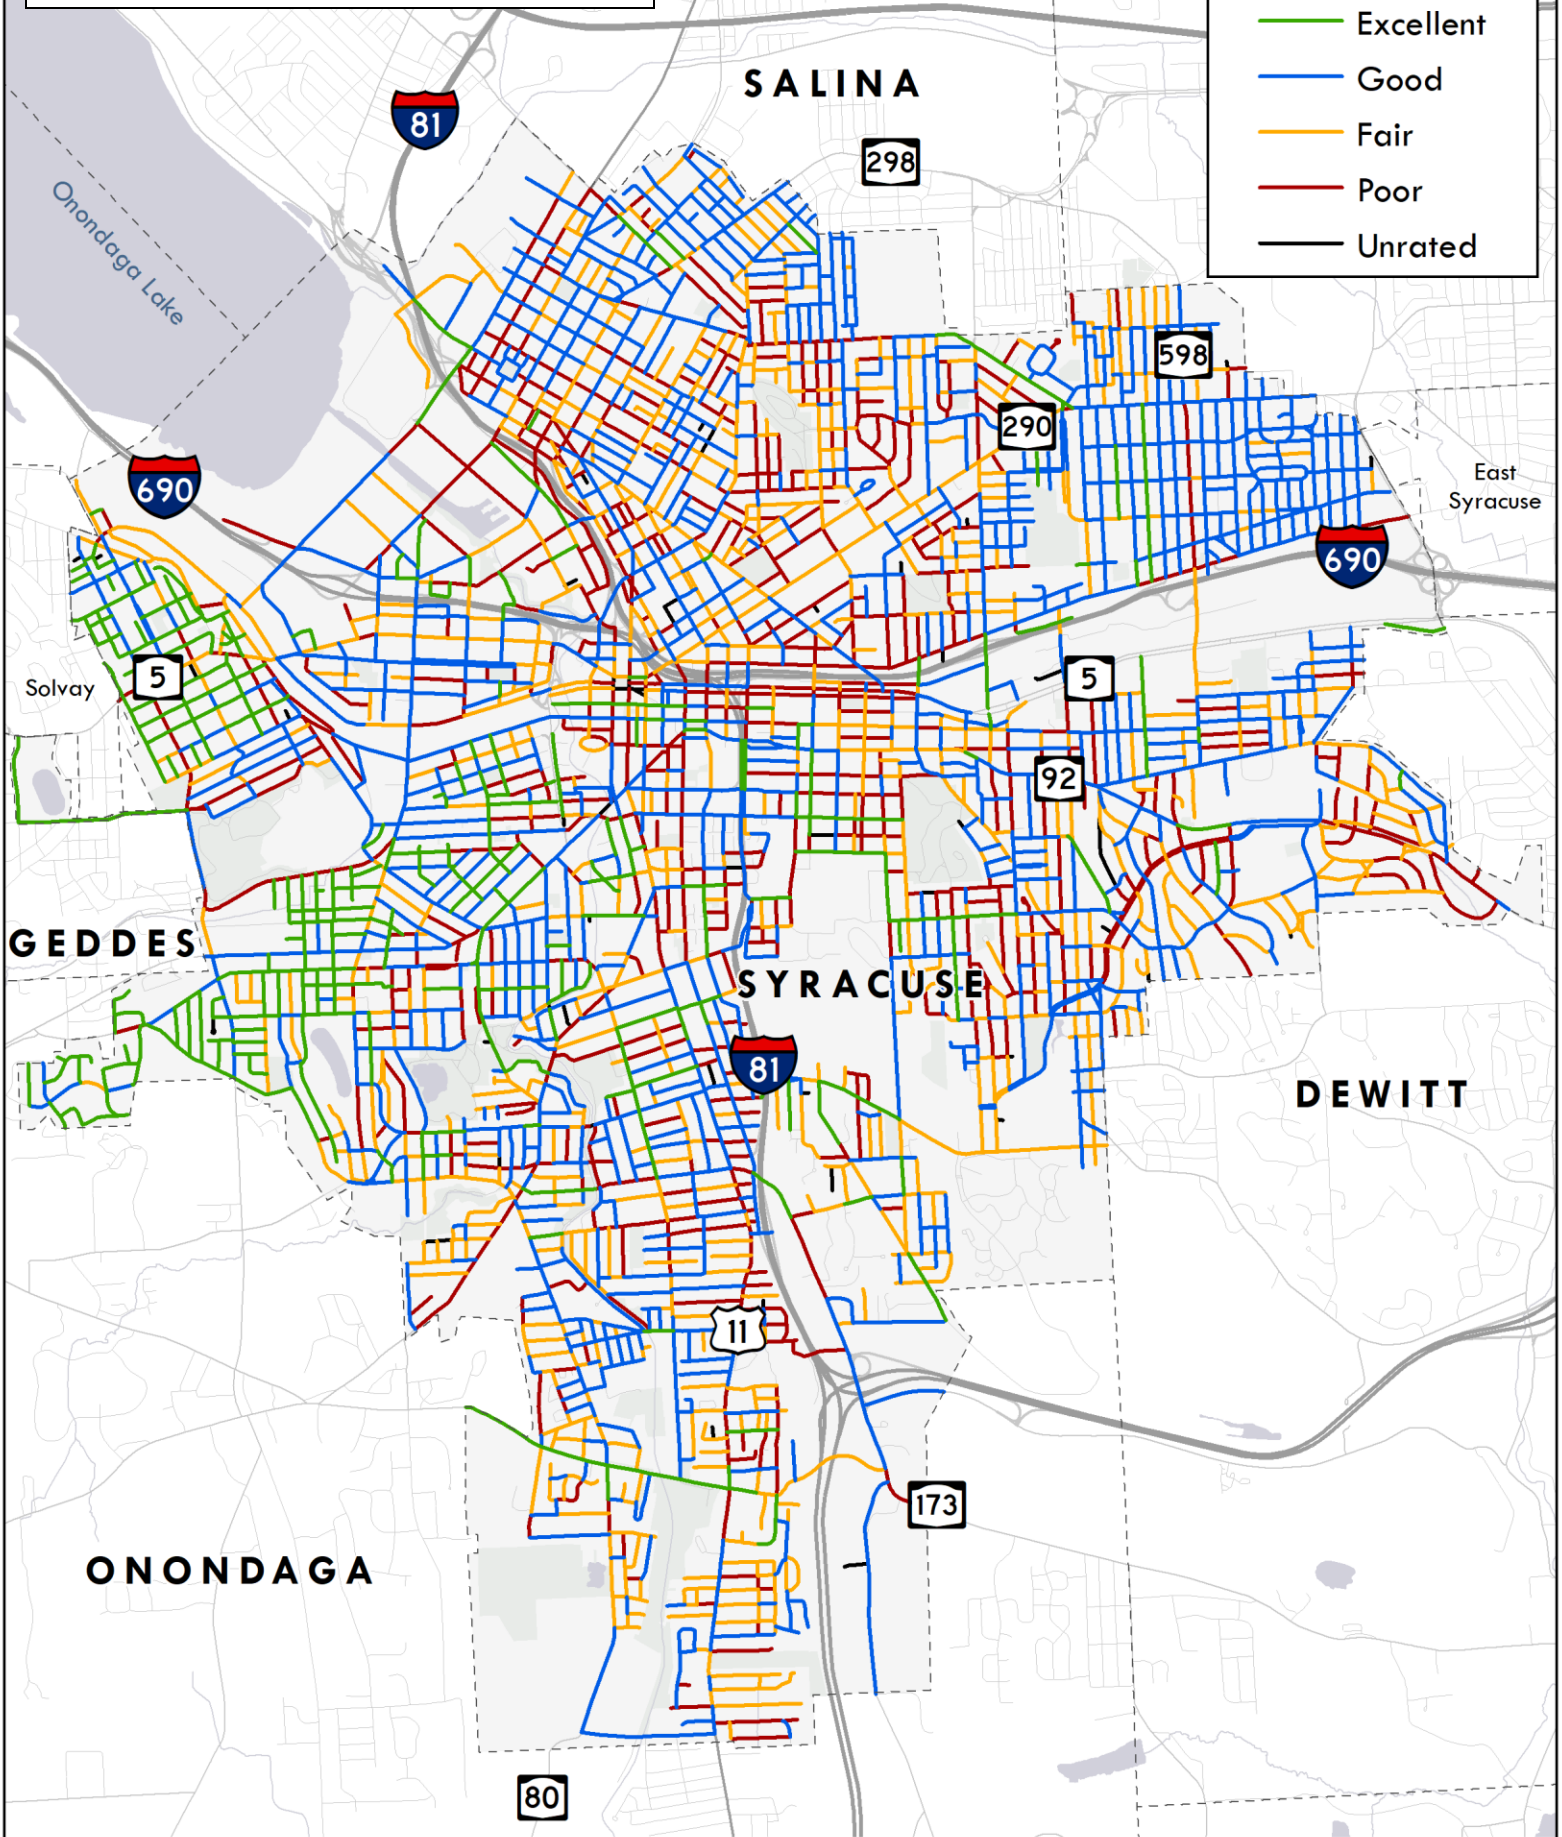 Excellent
Good
Fair
Poor
Unrated
SALINA
81
298
Onondaga Lake
598
290
690
East
Syracuse
690
Solvay
5
5
92
GEDDES
SYRACUSE
81
DEWITT
11
173
ONONDAGA
80